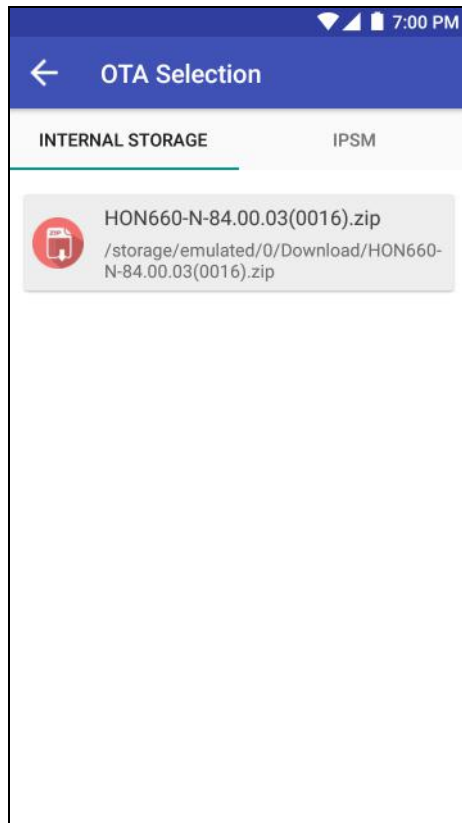 7:00 PM
OTA Selection
INTERNAL STORAGE
IPSM
HON660-N-84.00.03(0016).zip
ZIP
/storage/emulated/0/Download/HON660-
N-84.00.03(0016).zip